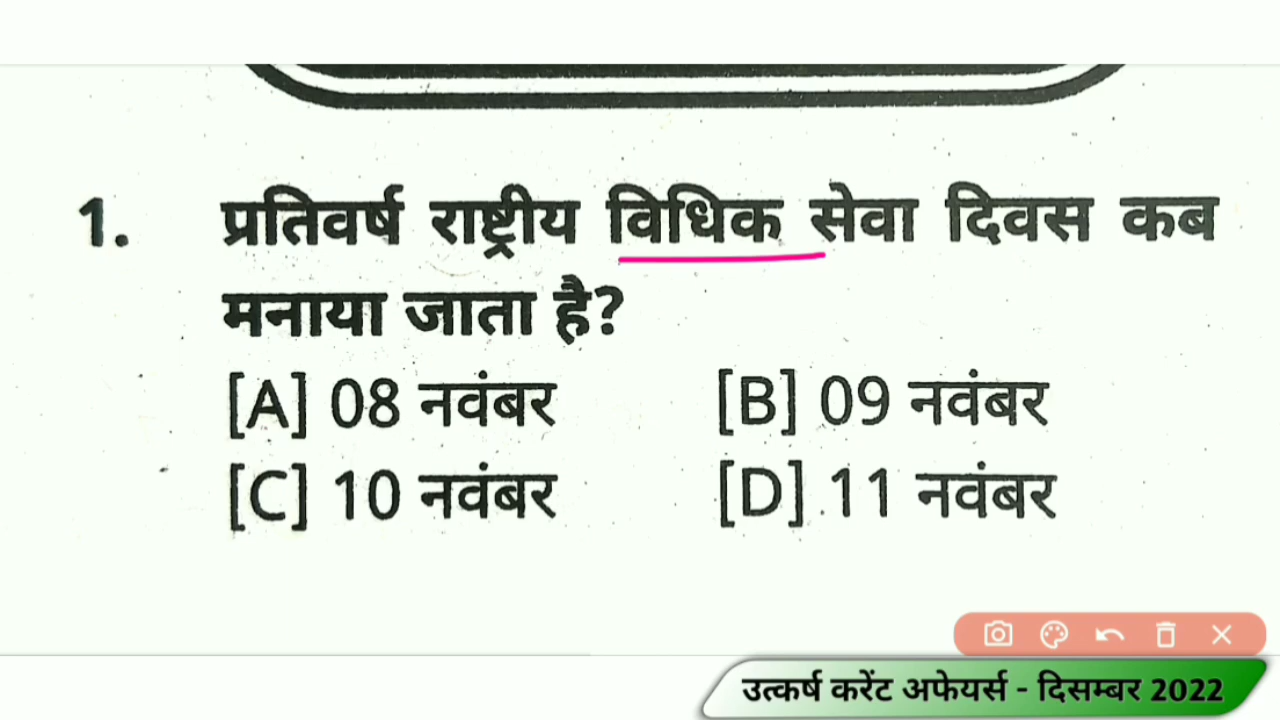 1. प्रतिवर्ष राष्ट्रीय विधिक सेवा दिवस कब
मनाया जाता है?
[A] 08 नवंबर [B] 09 नवंबर
[C] 10 नवंबर [D] 11 नवंबर
उत्कर्ष करेंट अफेयर्स - दिसम्बर 2022